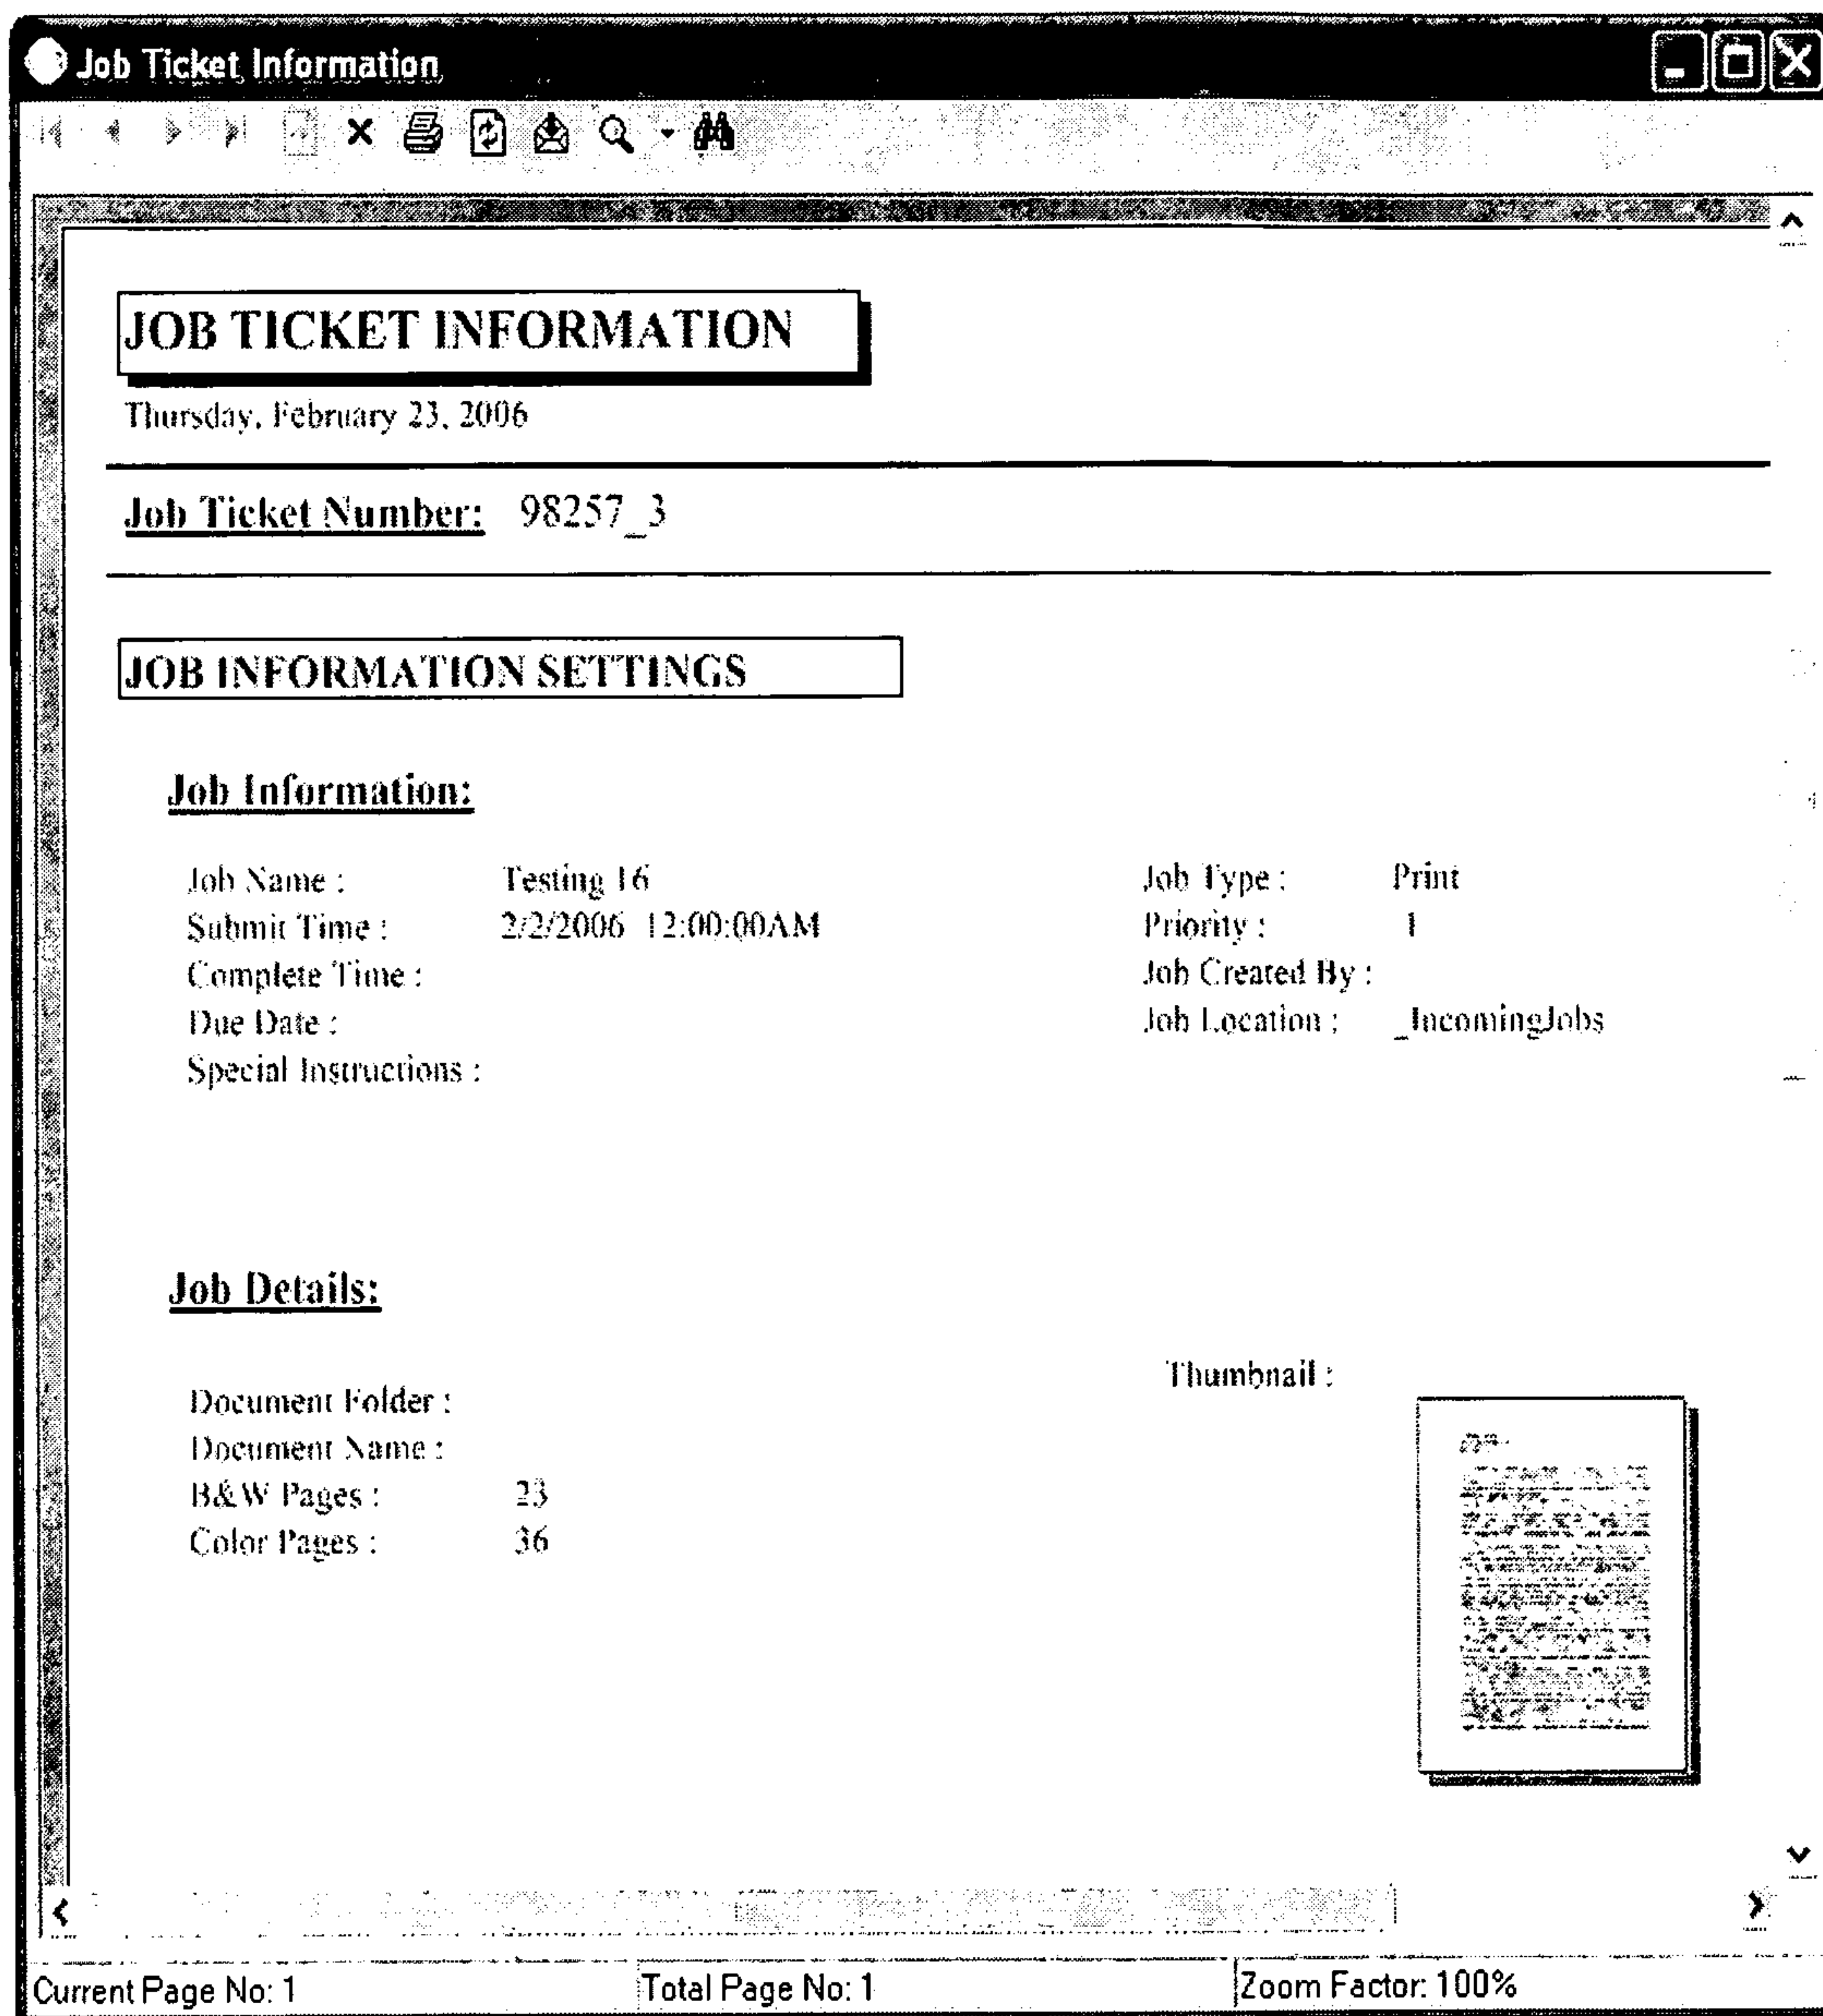 Job Ticket Information
JOB TICKET INFORMATION
Thursday, February 23, 2006
Job Ticket Number: 98257_3
JOB INFORMATION SETTINGS
Job Information:
Job Name : Testing 16 Job Type : Print
Submit Time : 2/2/2006 12:00:00AM Priority : 1
Complete Time : Job Created By :
Due Date : Job Location : _IncomingJobs
Special Instructions :
Job Details:
Thumbnail :
Document Folder :
Document Name :
B&W Pages : 23
Color Pages : 36
Current Page No: 1 Total Page No: 1 Zoom Factor: 100%